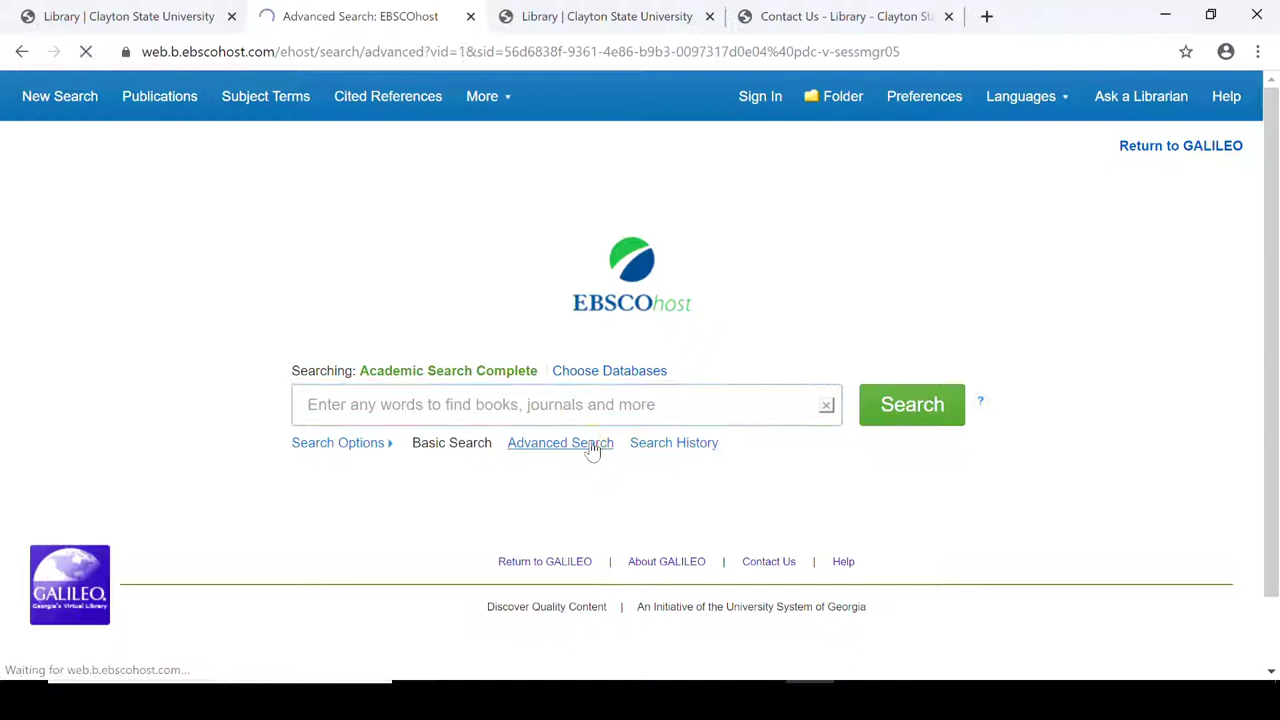 Library | Clayton State University
Advanced Search: EBSCOhost
Library | Clayton State University
Contact Us - Library - Clayton Sta
web.b.ebscohost.com/ehost/search/advanced?vid=1&sid=56d6838f-9361-4e86-b9b3-0097317d0e04%40pdc-v-sessmgr05
New Search Publications Subject Terms Cited References More Sign In Folder Preferences Languages Ask a Librarian Help
Return to GALILEO
EBSCOhost
Searching: Academic Search Complete Choose Databases
Enter any words to find books, journals and more
Search
?
Search Options Basic Search Advanced Search Search History
GALILEO
Georgia's Virtual Library
Return to GALILEO | About GALILEO | Contact Us | Help
Discover Quality Content | An Initiative of the University System of Georgia
Waiting for web.b.ebscohost.com...